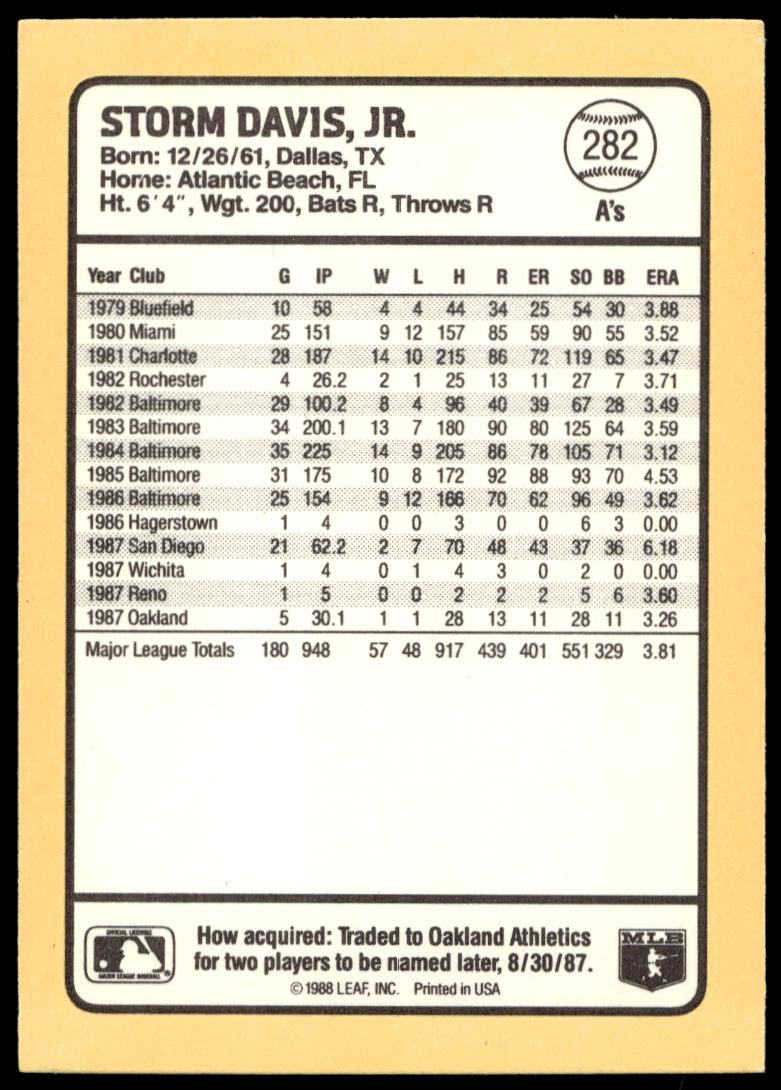 STORM DAVIS, JR.
Born: 12/26/61, Dallas, TX
Home: Atlantic Beach, FL
Ht. 6'4", Wgt. 200, Bats R, Throws R
282
A's
Year Club G IP W L H R ER SO BB ERA
1979 Bluefield 10 58 4 4 44 34 25 54 30 3.88
1980 Miami 25 151 9 12 157 85 59 90 55 3.52
1981 Charlotte 28 187 14 10 215 86 72 119 65 3.47
1982 Rochester 4 26.2 2 1 25 13 11 27 7 3.71
1982 Baltimore 29 100.2 8 4 96 40 39 67 28 3.49
1983 Baltimore 34 200.1 13 7 180 90 80 125 64 3.59
1984 Baltimore 35 225 14 9 205 86 78 105 71 3.12
1985 Baltimore 31 175 10 8 172 92 88 93 70 4.53
1986 Baltimore 25 154 9 12 166 70 62 96 49 3.62
1986 Hagerstown 1 4 0 0 3 0 0 6 3 0.00
1987 San Diego 21 62.2 2 7 70 48 43 37 36 6.18
1987 Wichita 1 4 0 1 4 3 0 2 0 0.00
1987 Reno 1 5 0 0 2 2 2 5 6 3.60
1987 Oakland 5 30.1 1 1 28 13 11 28 11 3.26
Major League Totals 180 948 57 48 917 439 401 551 329 3.81
OFFICIAL LICENSEE
MAJOR LEAGUE BASEBALL
®
How acquired: Traded to Oakland Athletics
for two players to be named later, 8/30/87.
© 1988 LEAF, INC. Printed in USA
MLB